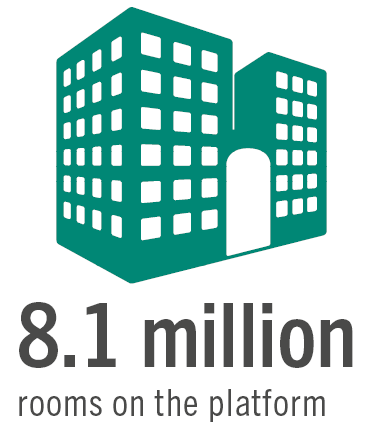 8.1 million
rooms on the platform